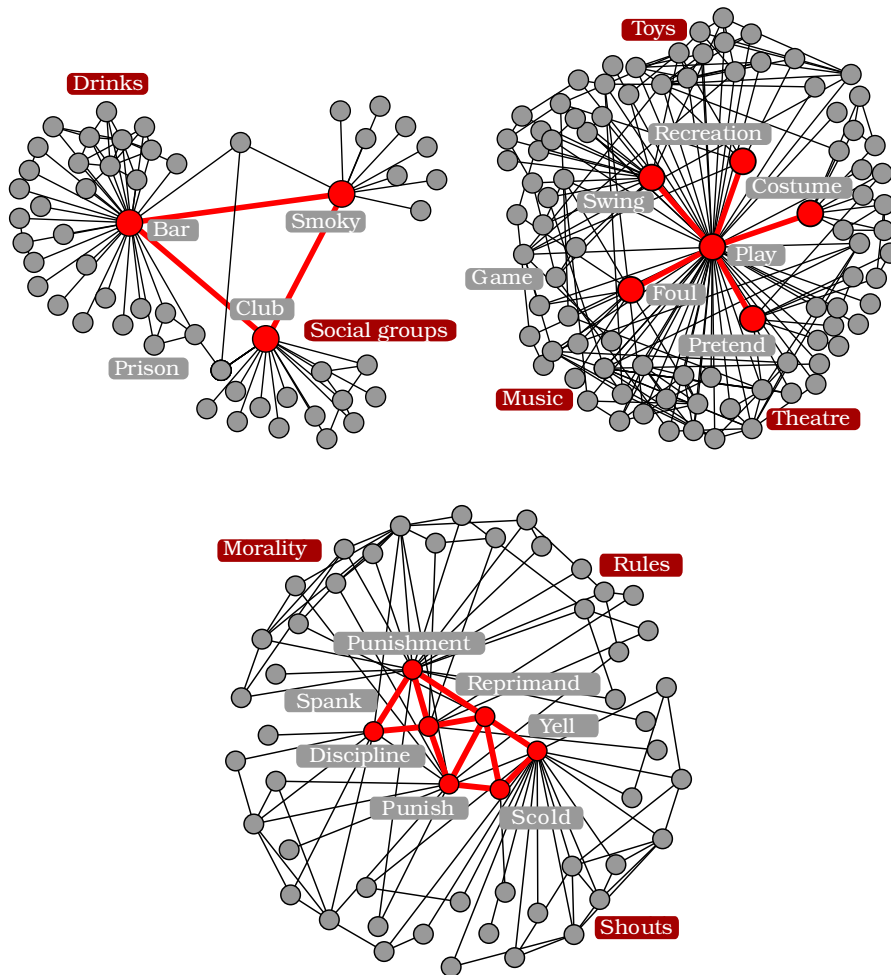 Drinks
Bar
Smoky
Club
Social groups
Prison
Toys
Recreation
Costume
Swing
Play
Game
Foul
Pretend
Music
Theatre
Morality
Rules
Punishment
Reprimand
Spank
Yell
Discipline
Punish
Scold
Shouts